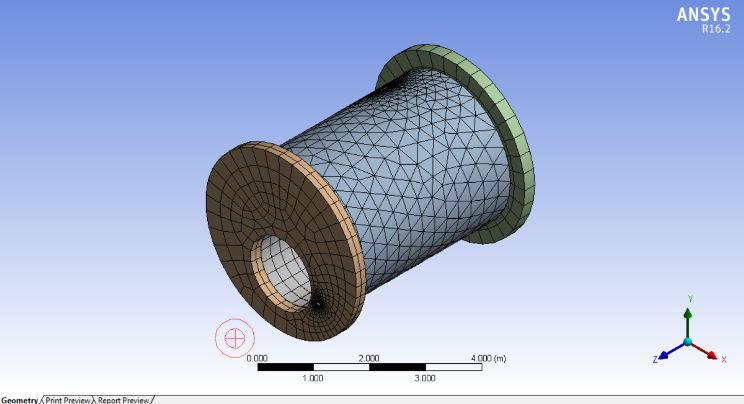 ANSYS
R16.2
Y
Z
X
0.000 2.000 4.000 (m)
1.000 3.000
Geometry Print Preview Report Preview